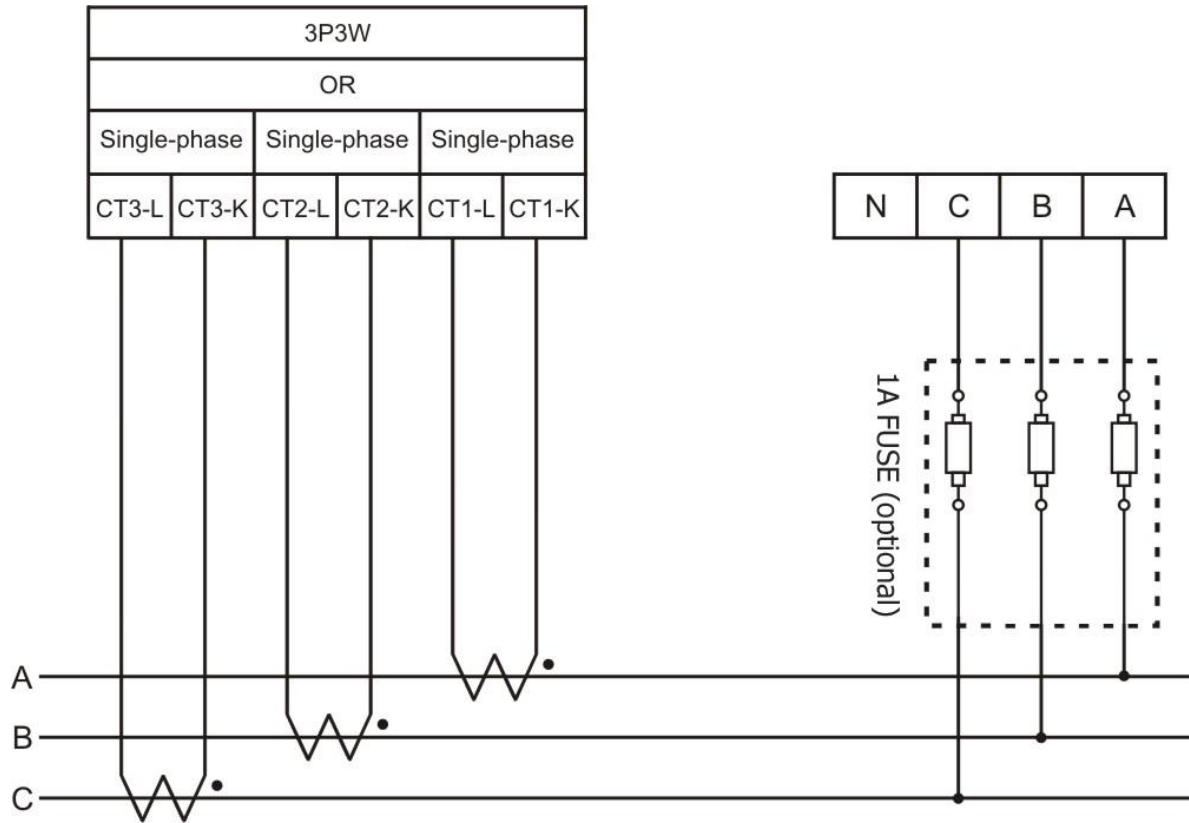 3P3W
OR
Single-phase Single-phase Single-phase
CT3-L CT3-K CT2-L CT2-K CT1-L CT1-K
N C B A
1A FUSE (optional)
A
B
C